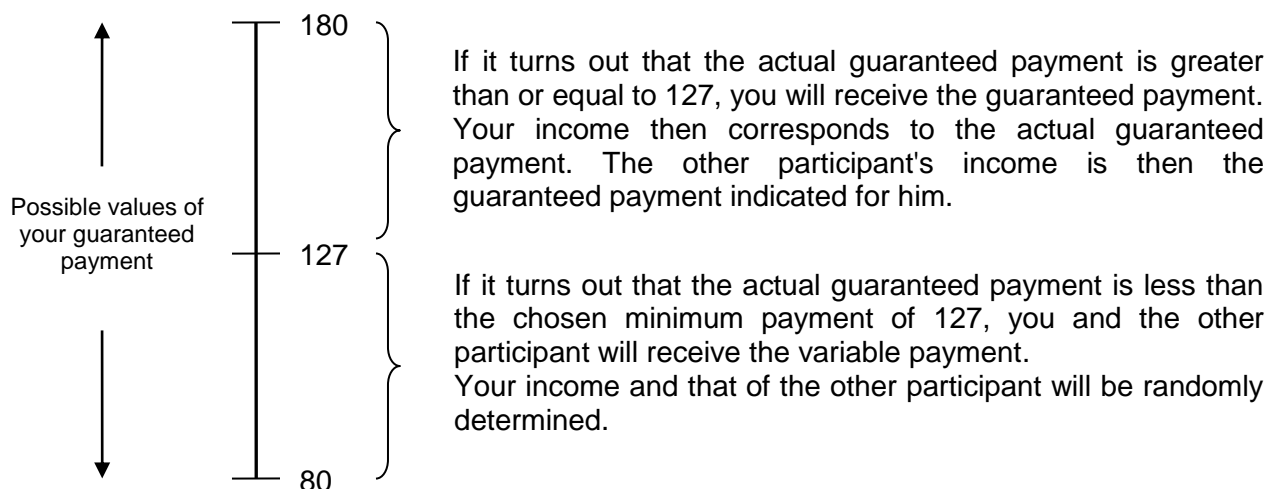 180
If it turns out that the actual guaranteed payment is greater
than or equal to 127, you will receive the guaranteed payment.
Your income then corresponds to the actual guaranteed
payment. The other participant's income is then the
guaranteed payment indicated for him.
Possible values of
your guaranteed
payment
127
If it turns out that the actual guaranteed payment is less than
the chosen minimum payment of 127, you and the other
participant will receive the variable payment.
Your income and that of the other participant will be randomly
determined.
80